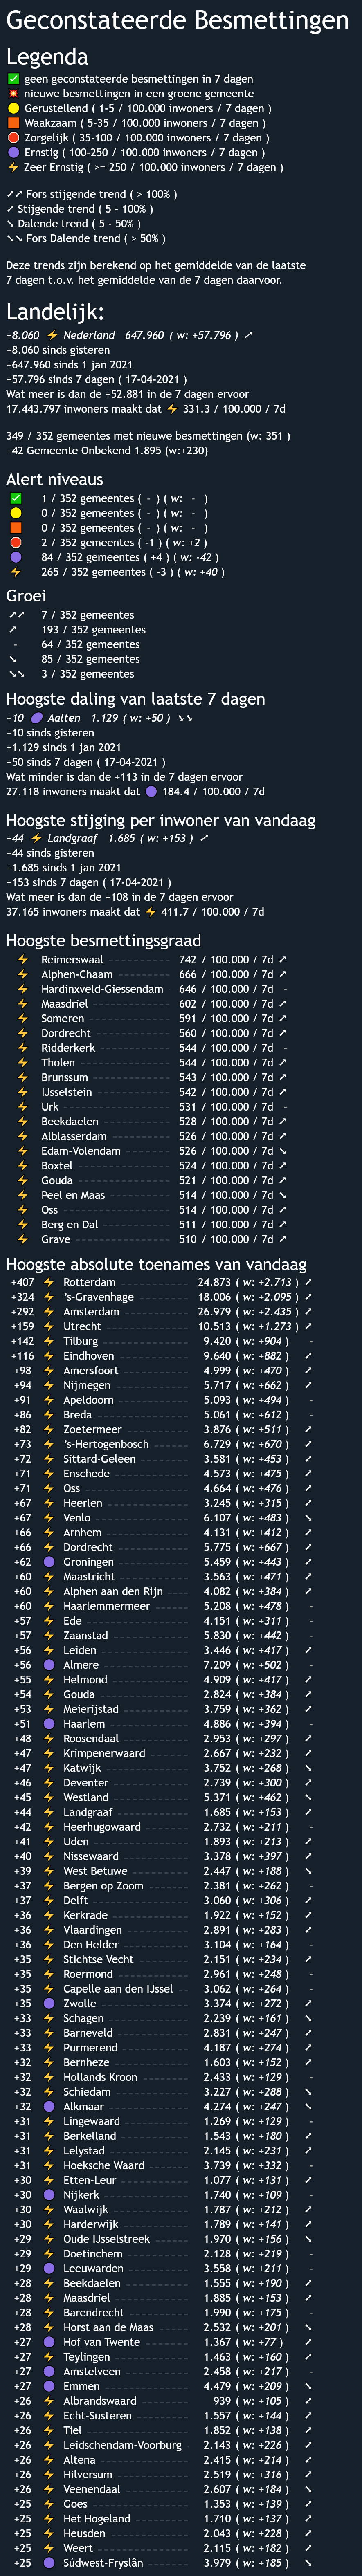 Geconstateerde Besmettingen
Legenda
geen geconstateerde besmettingen in 7 dagen
nieuwe besmettingen in een groene gemeente
Gerustellend ( 1-5 / 100.000 inwoners / 7 dagen )
Waakzaam ( 5-35 / 100.000 inwoners / 7 dagen )
Zorgelijk ( 35-100 / 100.000 inwoners / 7 dagen )
Ernstig ( 100-250 / 100.000 inwoners / 7 dagen )
Zeer Ernstig ( >= 250 / 100.000 inwoners / 7 dagen )
↗↗ Fors stijgende trend ( > 100% )
↗ Stijgende trend ( 5 - 100% )
↘ Dalende trend ( 5 - 50% )
↘↘ Fors Dalende trend ( > 50% )
Deze trends zijn berekend op het gemiddelde van de laatste
7 dagen t.o.v. het gemiddelde van de 7 dagen daarvoor.
Landelijk:
+8.060 ⚡ Nederland 647.960 ( w: +57.796 ) ↗
+8.060 sinds gisteren
+647.960 sinds 1 jan 2021
+57.796 sinds 7 dagen ( 17-04-2021 )
Wat meer is dan de +52.881 in de 7 dagen ervoor
17.443.797 inwoners maakt dat ⚡ 331.3 / 100.000 / 7d
349 / 352 gemeentes met nieuwe besmettingen (w: 351 )
+42 Gemeente Onbekend 1.895 (w:+230)
Alert niveaus
1 / 352 gemeentes ( - ) ( w: - )
0 / 352 gemeentes ( - ) ( w: - )
0 / 352 gemeentes ( - ) ( w: - )
2 / 352 gemeentes ( -1 ) ( w: +2 )
84 / 352 gemeentes ( +4 ) ( w: -42 )
265 / 352 gemeentes ( -3 ) ( w: +40 )
Groei
↗↗ 7 / 352 gemeentes
↗ 193 / 352 gemeentes
- 64 / 352 gemeentes
↘ 85 / 352 gemeentes
↘↘ 3 / 352 gemeentes
Hoogste daling van laatste 7 dagen
+10 Aalten 1.129 ( w: +50 ) ↘↘
+10 sinds gisteren
+1.129 sinds 1 jan 2021
+50 sinds 7 dagen ( 17-04-2021 )
Wat minder is dan de +113 in de 7 dagen ervoor
27.118 inwoners maakt dat 184.4 / 100.000 / 7d
Hoogste stijging per inwoner van vandaag
+44 ⚡ Landgraaf 1.685 ( w: +153 ) ↗
+44 sinds gisteren
+1.685 sinds 1 jan 2021
+153 sinds 7 dagen ( 17-04-2021 )
Wat meer is dan de +108 in de 7 dagen ervoor
37.165 inwoners maakt dat ⚡ 411.7 / 100.000 / 7d
Hoogste besmettingsgraad
Reimerswaal 742 / 100.000 / 7d ↗
Alphen-Chaam 666 / 100.000 / 7d ↗
Hardinxveld-Giessendam 646 / 100.000 / 7d -
Maasdriel 602 / 100.000 / 7d ↗
Someren 591 / 100.000 / 7d ↗
Dordrecht 560 / 100.000 / 7d ↗
Ridderkerk 544 / 100.000 / 7d -
Tholen 544 / 100.000 / 7d ↗
Brunssum 543 / 100.000 / 7d ↗
IJsselstein 542 / 100.000 / 7d ↗
Urk 531 / 100.000 / 7d -
Beekdaelen 528 / 100.000 / 7d ↗
Alblasserdam 526 / 100.000 / 7d ↗
Edam-Volendam 526 / 100.000 / 7d ↘
Boxtel 524 / 100.000 / 7d ↗
Gouda 521 / 100.000 / 7d ↗
Peel en Maas 514 / 100.000 / 7d ↘
Oss 514 / 100.000 / 7d ↗
Berg en Dal 511 / 100.000 / 7d ↗
Grave 510 / 100.000 / 7d ↗
Hoogste absolute toenames van vandaag
+407 Rotterdam 24.873 ( w: +2.713 ) ↗
+324 's-Gravenhage 18.006 ( w: +2.095 ) ↗
+292 Amsterdam 26.979 ( w: +2.435 ) ↗
+159 Utrecht 10.513 ( w: +1.273 ) ↗
+142 Tilburg 9.420 ( w: +904 ) -
+116 Eindhoven 9.640 ( w: +882 ) ↗
+98 Amersfoort 4.999 ( w: +470 ) ↗
+94 Nijmegen 5.717 ( w: +662 ) ↗
+91 Apeldoorn 5.093 ( w: +494 ) -
+86 Breda 5.061 ( w: +612 ) -
+82 Zoetermeer 3.876 ( w: +511 ) ↗
+73 's-Hertogenbosch 6.729 ( w: +670 ) ↗
+72 Sittard-Geleen 3.581 ( w: +453 ) ↗
+71 Enschede 4.573 ( w: +475 ) ↗
+71 Oss 4.664 ( w: +476 ) ↗
+67 Heerlen 3.245 ( w: +315 ) ↗
+67 Venlo 6.107 ( w: +483 ) ↘
+66 Arnhem 4.131 ( w: +412 ) ↗
+66 Dordrecht 5.775 ( w: +667 ) ↗
+62 Groningen 5.459 ( w: +443 ) ↗
+60 Maastricht 3.563 ( w: +471 ) ↗
+60 Alphen aan den Rijn 4.082 ( w: +384 ) ↗
+60 Haarlemmermeer 5.208 ( w: +478 ) -
+57 Ede 4.151 ( w: +311 ) -
+57 Zaanstad 5.830 ( w: +442 ) -
+56 Leiden 3.446 ( w: +417 ) ↗
+56 Almere 7.209 ( w: +502 ) -
+55 Helmond 4.909 ( w: +417 ) ↗
+54 Gouda 2.824 ( w: +384 ) ↗
+53 Meierijstad 3.759 ( w: +362 ) ↗
+51 Haarlem 4.886 ( w: +394 ) -
+48 Roosendaal 2.953 ( w: +297 ) ↗
+47 Krimpenerwaard 2.667 ( w: +232 ) ↗
+47 Katwijk 3.752 ( w: +268 ) ↘
+46 Deventer 2.739 ( w: +300 ) ↗
+45 Westland 5.371 ( w: +462 ) ↘
+44 Landgraaf 1.685 ( w: +153 ) ↗
+42 Heerhugowaard 2.732 ( w: +211 ) -
+41 Uden 1.893 ( w: +213 ) ↗
+40 Nissewaard 3.378 ( w: +397 ) ↗
+39 West Betuwe 2.447 ( w: +188 ) ↘
+37 Bergen op Zoom 2.381 ( w: +262 ) -
+37 Delft 3.060 ( w: +306 ) ↗
+36 Kerkrade 1.922 ( w: +152 ) ↗
+36 Vlaardingen 2.891 ( w: +283 ) ↗
+36 Den Helder 3.104 ( w: +164 ) -
+35 Stichtse Vecht 2.151 ( w: +234 ) ↗
+35 Roermond 2.961 ( w: +248 ) -
+35 Capelle aan den IJssel 3.062 ( w: +264 ) -
+35 Zwolle 3.374 ( w: +272 ) ↗
+33 Schagen 2.239 ( w: +161 ) ↘
+33 Barneveld 2.831 ( w: +247 ) ↗
+33 Purmerend 4.187 ( w: +274 ) ↗
+32 Bernheze 1.603 ( w: +152 ) ↗
+32 Hollands Kroon 2.433 ( w: +129 ) -
+32 Schiedam 3.227 ( w: +288 ) ↘
+32 Alkmaar 4.274 ( w: +247 ) ↘
+31 Lingewaard 1.269 ( w: +129 ) -
+31 Berkelland 1.543 ( w: +180 ) ↗
+31 Lelystad 2.145 ( w: +231 ) ↗
+31 Hoeksche Waard 3.739 ( w: +332 ) -
+30 Etten-Leur 1.077 ( w: +131 ) ↗
+30 Nijkerk 1.740 ( w: +109 ) -
+30 Waalwijk 1.787 ( w: +212 ) ↗
+30 Harderwijk 1.789 ( w: +141 ) ↗
+29 Oude IJsselstreek 1.970 ( w: +156 ) ↘
+29 Doetinchem 2.128 ( w: +219 ) -
+29 Leeuwarden 3.558 ( w: +211 ) -
+28 Beekdaelen 1.555 ( w: +190 ) ↗
+28 Maasdriel 1.885 ( w: +153 ) ↗
+28 Barendrecht 1.990 ( w: +175 ) -
+28 Horst aan de Maas 2.532 ( w: +201 ) ↘
+27 Hof van Twente 1.367 ( w: +77 ) ↗
+27 Teylingen 1.463 ( w: +160 ) ↗
+27 Amstelveen 2.458 ( w: +217 ) -
+27 Emmen 4.479 ( w: +209 ) ↘
+26 Albrandswaard 939 ( w: +105 ) ↗
+26 Echt-Susteren 1.557 ( w: +144 ) ↗
+26 Tiel 1.852 ( w: +138 ) ↗
+26 Leidschendam-Voorburg 2.143 ( w: +226 ) ↗
+26 Altena 2.415 ( w: +214 ) ↗
+26 Hilversum 2.519 ( w: +316 ) ↗
+26 Veenendaal 2.607 ( w: +184 ) ↘
+25 Goes 1.353 ( w: +139 ) ↗
+25 Het Hogeland 1.710 ( w: +137 ) ↗
+25 Heusden 2.043 ( w: +228 ) ↗
+25 Weert 2.115 ( w: +182 ) ↗
+25 Súdwest-Fryslân 3.979 ( w: +185 ) ↘